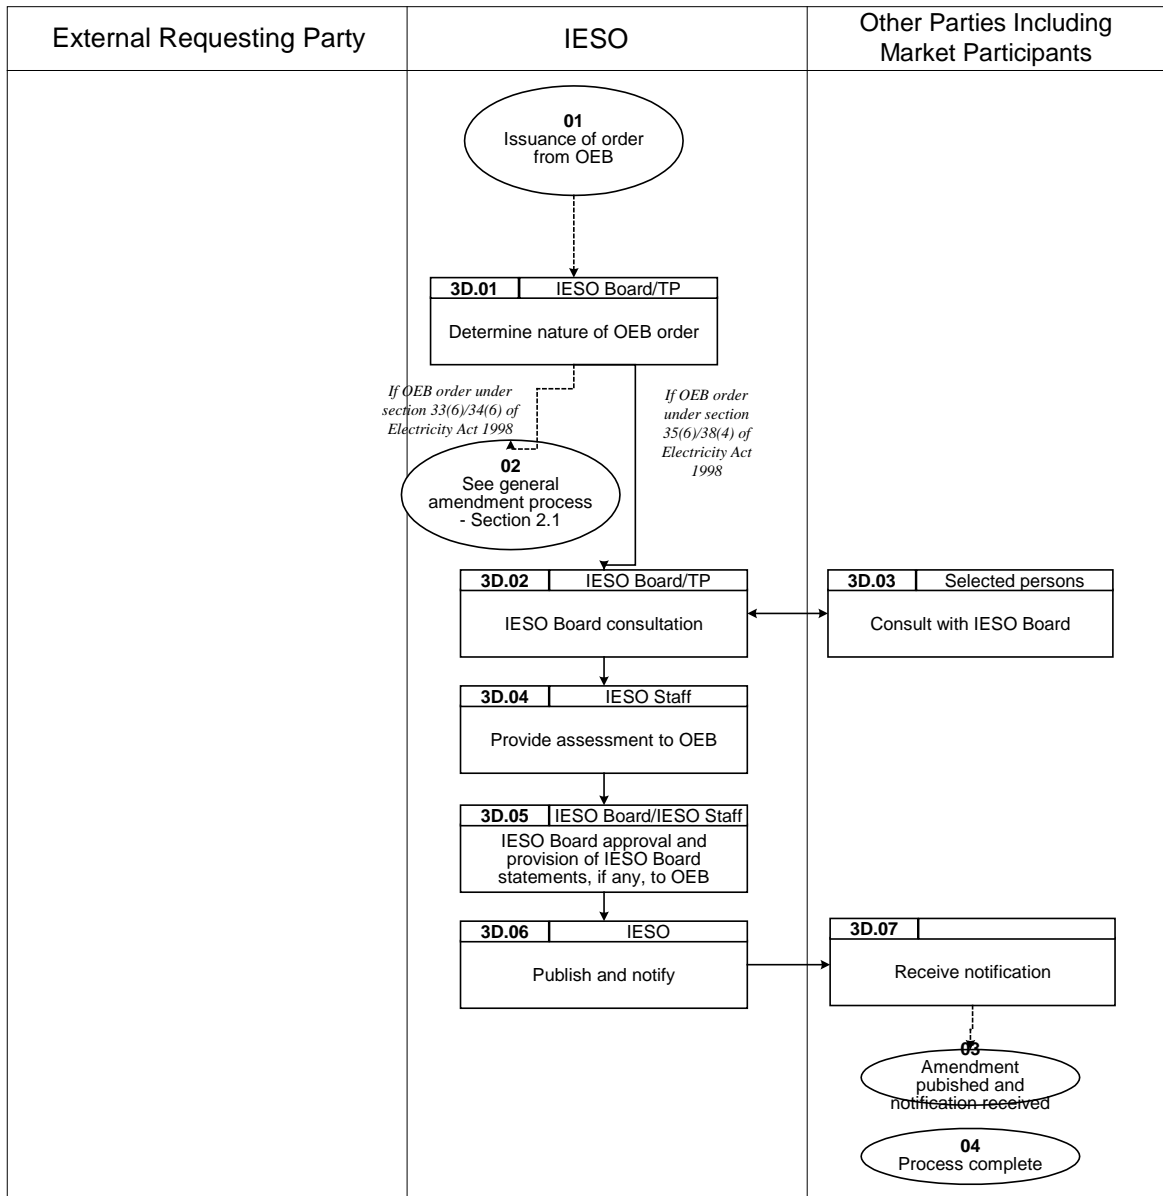 External Requesting Party
IESO
Other Parties Including
Market Participants
01
Issuance of order
from OEB
3D.01
IESO Board/TP
Determine nature of OEB order
If OEB order under
section 33(6)/34(6) of
Electricity Act 1998
If OEB order
under section
35(6)/38(4) of
Electricity Act
1998
02
See general
amendment process
- Section 2.1
3D.02
IESO Board/TP
IESO Board consultation
3D.03
Selected persons
Consult with IESO Board
3D.04
IESO Staff
Provide assessment to OEB
3D.05
IESO Board/IESO Staff
IESO Board approval and
provision of IESO Board
statements, if any, to OEB
3D.06
IESO
Publish and notify
3D.07
Receive notification
03
Amendment
pubished and
notification received
04
Process complete